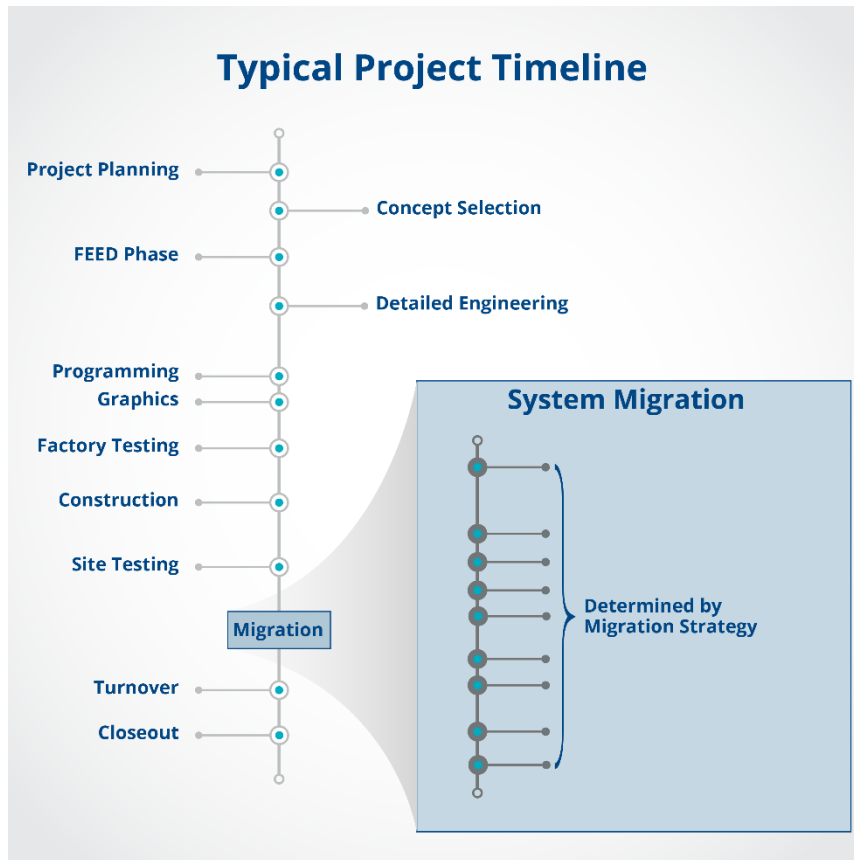 Typical Project Timeline
Project Planning
Concept Selection
FEED Phase
Detailed Engineering
Programming
Graphics
Factory Testing
Construction
Site Testing
Migration
Turnover
Closeout
System Migration
Determined by
Migration Strategy